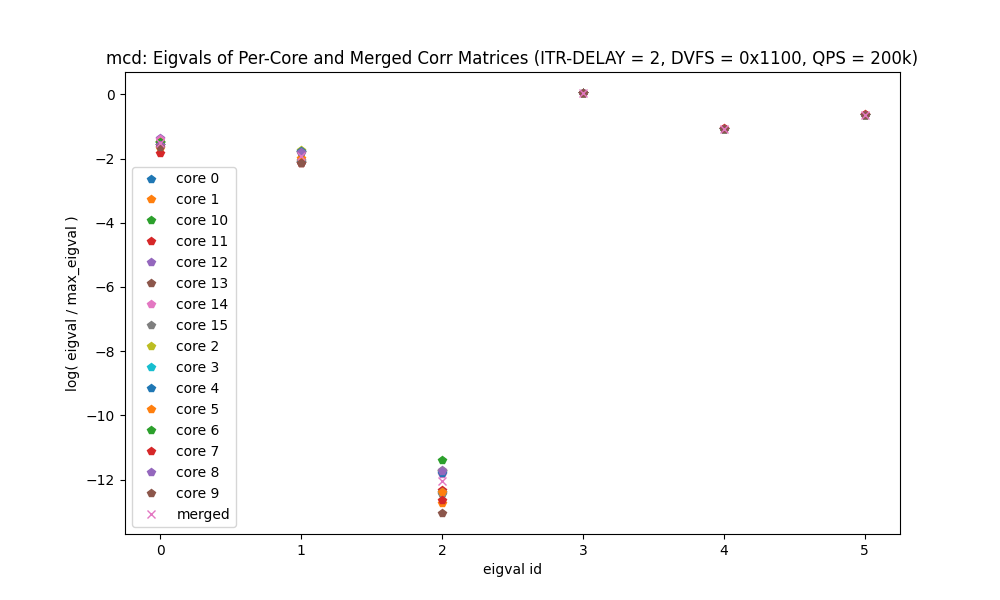 mcd: Eigvals of Per-Core and Merged Corr Matrices (ITR-DELAY = 2, DVFS = 0x1100, QPS = 200k)
log( eigval / max_eigval )
0
−2
−4
−6
−8
−10
−12
core 0
core 1
core 10
core 11
core 12
core 13
core 14
core 15
core 2
core 3
core 4
core 5
core 6
core 7
core 8
core 9
merged
0 1 2 3 4 5
eigval id